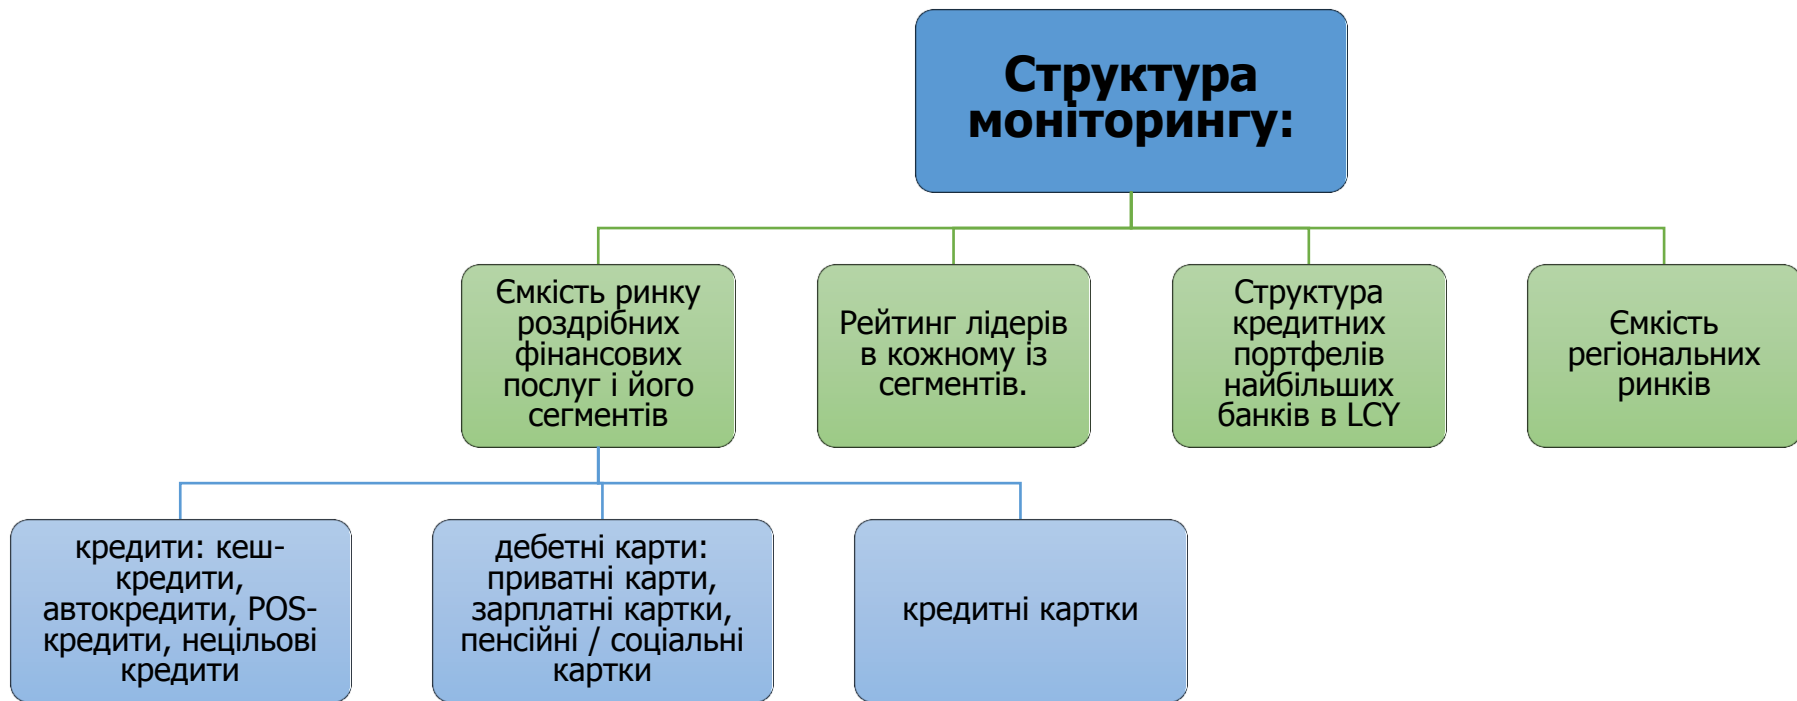 Структура
моніторингу:
Ємкість ринку
роздрібних
фінансових
послуг і його
сегментів
Рейтинг лідерів
в кожному із
сегментів.
Структура
кредитних
портфелів
найбільших
банків в LCY
Ємкість
регіональних
ринків
кредити: кеш-
кредити,
автокредити, POS-
кредити, нецільові
кредити
дебетні карти:
приватні карти,
зарплатні картки,
пенсійні / соціальні
картки
кредитні картки